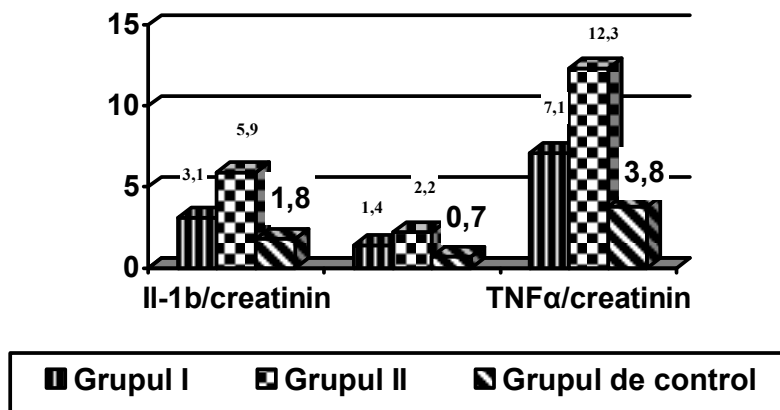 15
12,3
7,1
10
5,9
3,8
5
3,1
1,8
2,2
1,4
0,7
0
Il-1b/creatinin
TNFα/creatinin
Grupul I
Grupul II
Grupul de control